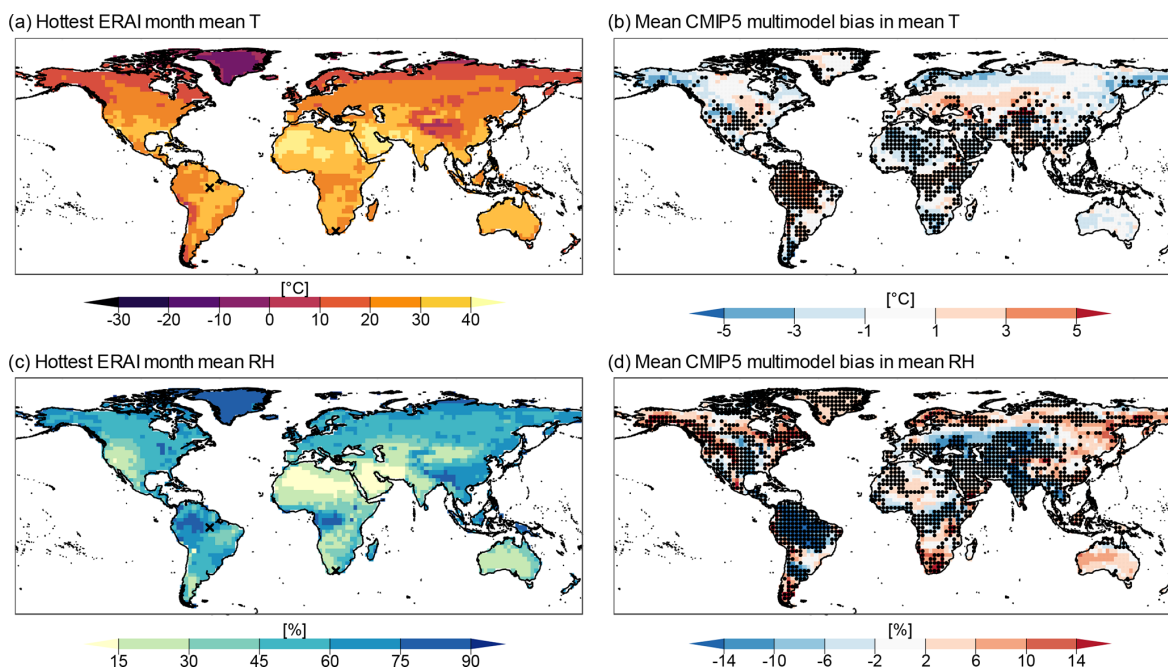 (a) Hottest ERAI month mean T
(b) Mean CMIP5 multimodel bias in mean T
[°C]
-30 -20 -10 0 10 20 30 40
[°C]
-5 -3 -1 1 3 5
(c) Hottest ERAI month mean RH
(d) Mean CMIP5 multimodel bias in mean RH
[%]
15 30 45 60 75 90
[%]
-14 -10 -6 -2 2 6 10 14